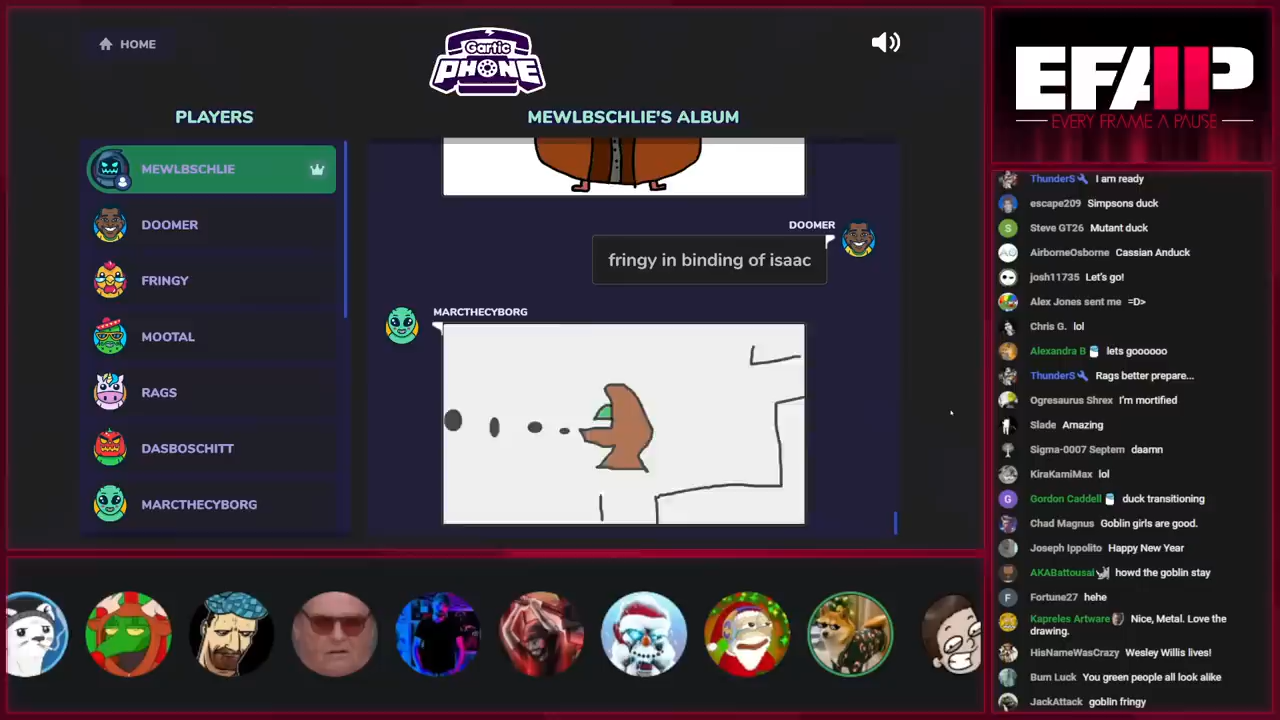 HOME
Gartic
PHONE
PLAYERS
MEWLBSCHLIE
DOOMER
FRINGY
MOOTAL
RAGS
DASBOSCHITT
MARCTHECYBORG
MEWLBSCHLIE'S ALBUM
DOOMER
fringy in binding of isaac
MARCTHECYBORG
EFAP
EVERY FRAME A PAUSE
ThunderS I am ready
escape209 Simpsons duck
Steve GT26 Mutant duck
AirborneOsborne Cassian Anduck
josh11735 Let's go!
Alex Jones sent me =D>
Chris G. lol
Alexandra B lets goooooo
ThunderS Rags better prepare...
Ogresaurus Shrex I'm mortified
Slade Amazing
Sigma-0007 Septem daamn
KiraKamiMax lol
Gordon Caddell duck transitioning
Chad Magnus Goblin girls are good.
Joseph Ippolito Happy New Year
AKABattousai howd the goblin stay
Fortune27 hehe
Kapreles Artware Nice, Metal. Love the
drawing.
HisNameWasCrazy Wesley Willis lives!
Bum Luck You green people all look alike
JackAttack goblin fringy